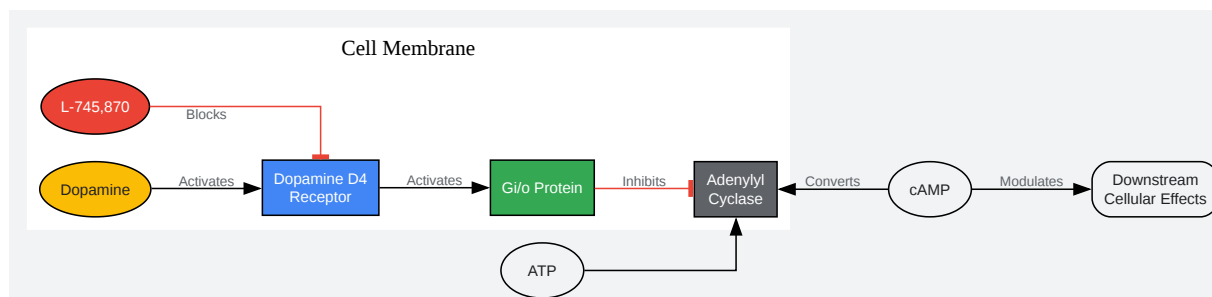 Cell Membrane
L-745,870
Blocks
Dopamine
Activates
Dopamine D4
Receptor
Activates
Gi/o Protein
Inhibits
Adenylyl
Cyclase
Converts
cAMP
Modulates
Downstream
Cellular Effects
ATP